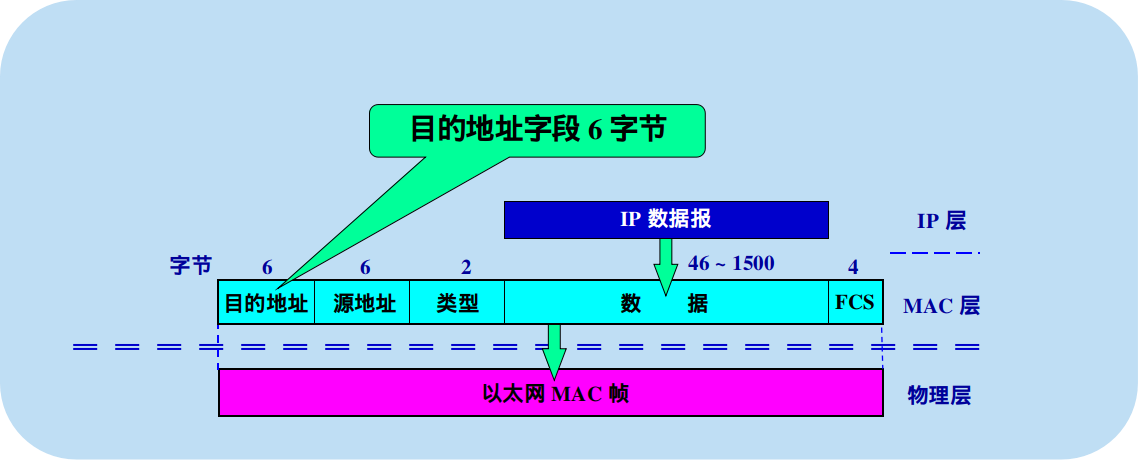 目的地址字段 6 字节
IP 数据报
IP 层
字节 6 6 2 46 ~ 1500 4
目的地址 源地址 类型 数 据 FCS MAC 层
以太网 MAC 帧 物理层